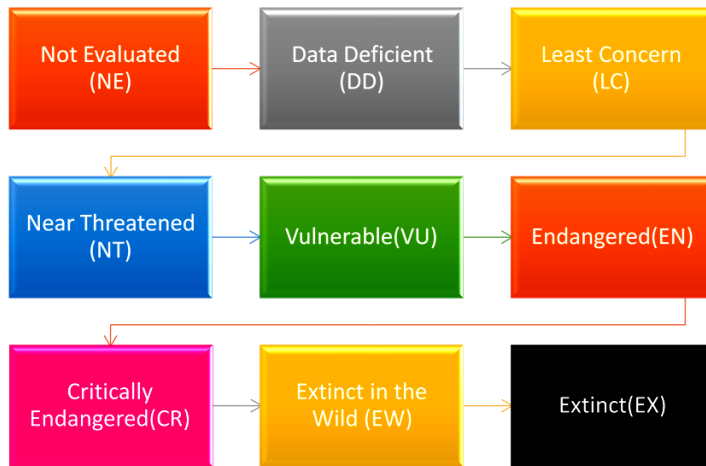 Not Evaluated
(NE)
Data Deficient
(DD)
Least Concern
(LC)
Near Threatened
(NT)
Vulnerable(VU)
Endangered(EN)
Critically
Endangered(CR)
Extinct in the
Wild (EW)
Extinct(EX)